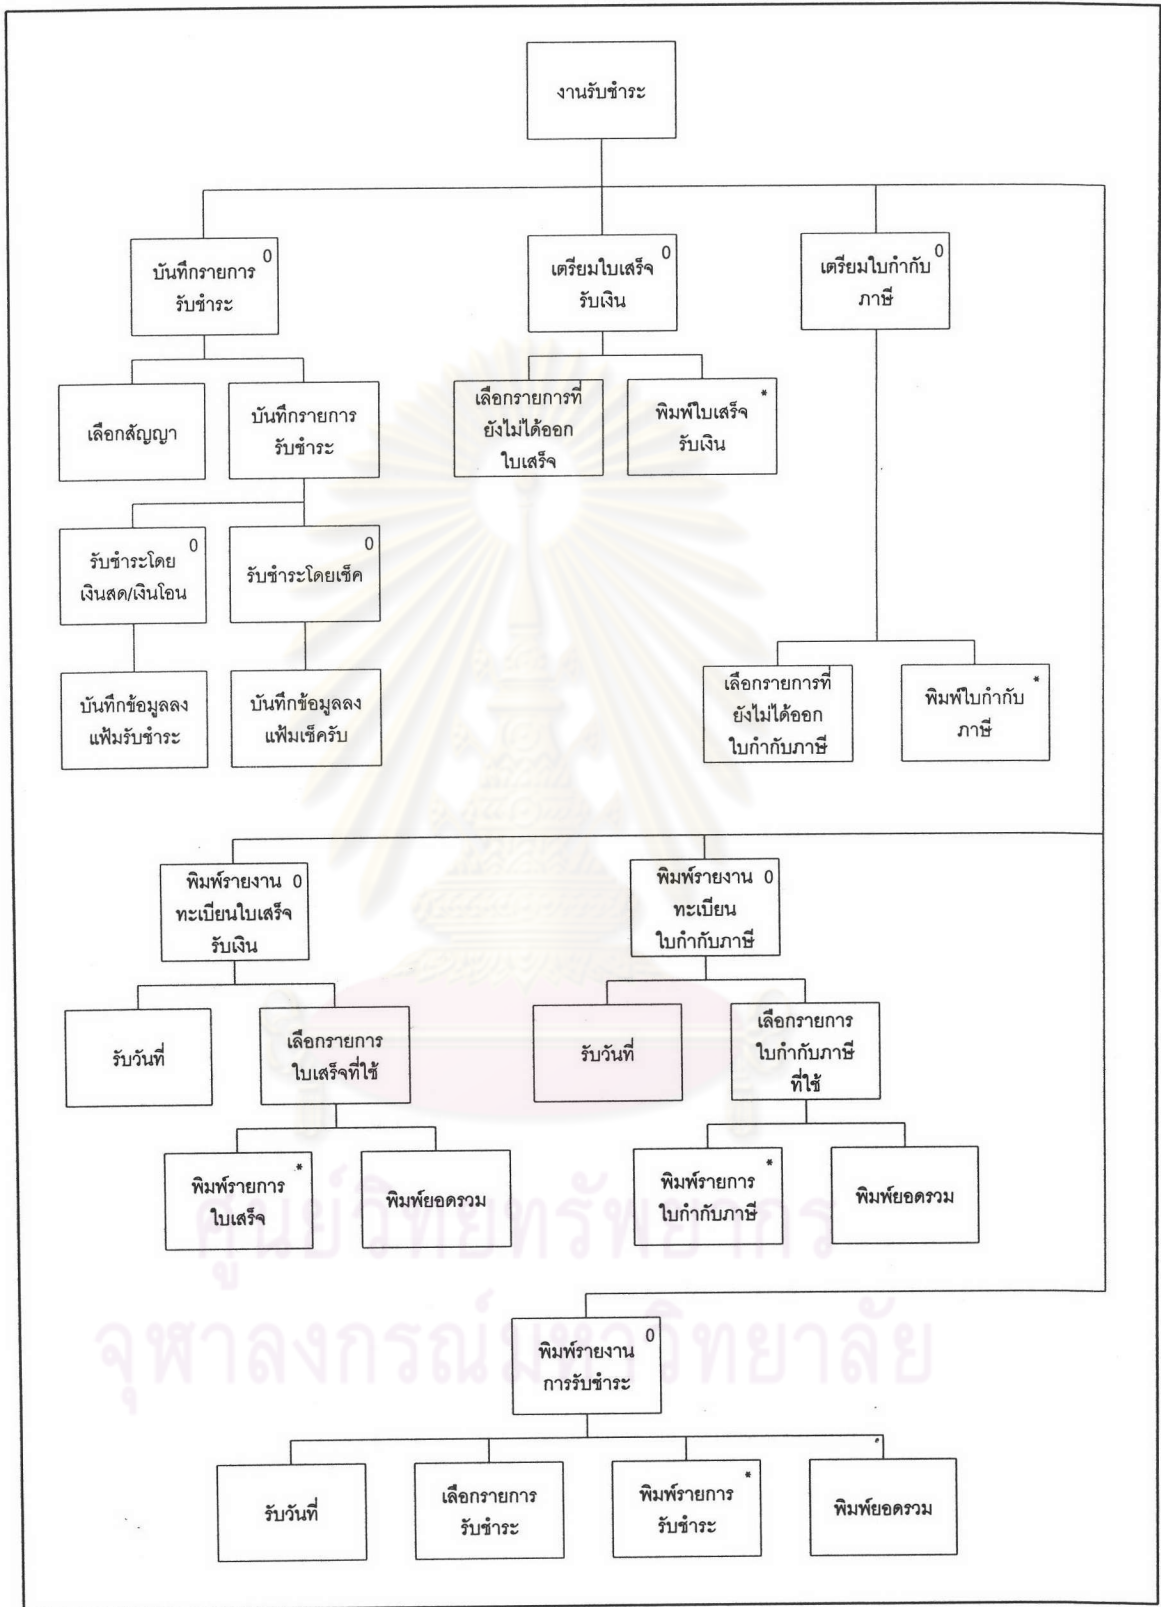 งานรับชำระ
บันทึกรายการ 0
รับชำระ
เตรียมใบเสร็จ 0
รับเงิน
เตรียมใบกำกับ 0
ภาษี
เลือกสัญญา
บันทึกรายการ
รับชำระ
เลือกรายการที่
ยังไม่ได้ออก
ใบเสร็จ
พิมพ์ใบเสร็จ *
รับเงิน
รับชำระโดย 0
เงินสด/เงินโอน
รับชำระโดยเช็ค 0
บันทึกข้อมูลลง
แฟ้มรับชำระ
บันทึกข้อมูลลง
แฟ้มเช็ครับ
เลือกรายการที่
ยังไม่ได้ออก
ใบกำกับภาษี
พิมพ์ใบกำกับ *
ภาษี
พิมพ์รายงาน 0
ทะเบียนใบเสร็จ
รับเงิน
พิมพ์รายงาน 0
ทะเบียน
ใบกำกับภาษี
รับวันที่
เลือกรายการ
ใบเสร็จที่ใช้
รับวันที่
เลือกรายการ
ใบกำกับภาษี
ที่ใช้
พิมพ์รายการ *
ใบเสร็จ
พิมพ์ยอดรวม
พิมพ์รายการ *
ใบกำกับภาษี
พิมพ์ยอดรวม
ศูนย์วิทยทรัพยากร
จุฬาลงกรณ์มหาวิทยาลัย
พิมพ์รายงาน 0
การรับชำระ
รับวันที่
เลือกรายการ
รับชำระ
พิมพ์รายการ *
รับชำระ
พิมพ์ยอดรวม